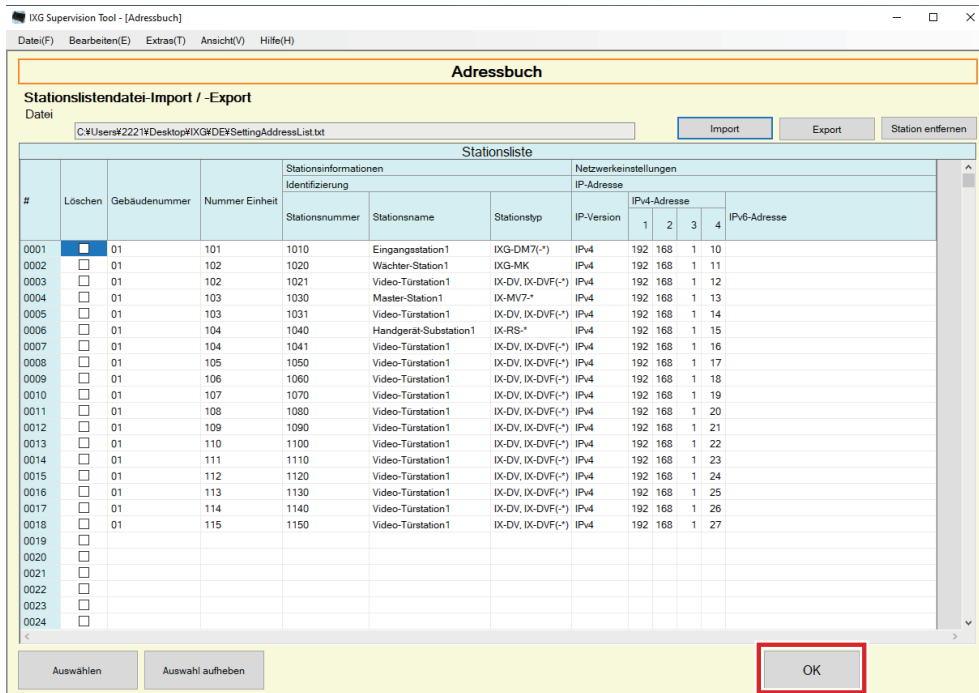 IXG Supervision Tool - [Adressbuch]
Datei(F) Bearbeiten(E) Extras(T) Ansicht(V) Hilfe(H)
Adressbuch
Stationslistendatei-Import / -Export
Datei
C:¥Users¥2221¥Desktop¥IXG¥DE¥SettingAddressList.txt Import Export Station entfernen
Stationsliste
Stationsinformationen Netzwerkeinstellungen
Identifizierung IP-Adresse
# Löschen Gebäudenummer Nummer Einheit Stationsnummer Stationsname Stationstyp IP-Version IPv4-Adresse IPv6-Adresse
1 2 3 4
0001 01 101 1010 Eingangsstation1 IXG-DM7(-*) IPv4 192 168 1 10
0002 01 102 1020 Wächter-Station1 IXG-MK IPv4 192 168 1 11
0003 01 102 1021 Video-Türstation1 IX-DV, IX-DVF(-*) IPv4 192 168 1 12
0004 01 103 1030 Master-Station1 IX-MV7-* IPv4 192 168 1 13
0005 01 103 1031 Video-Türstation1 IX-DV, IX-DVF(-*) IPv4 192 168 1 14
0006 01 104 1040 Handgerät-Substation1 IX-RS-* IPv4 192 168 1 15
0007 01 104 1041 Video-Türstation1 IX-DV, IX-DVF(-*) IPv4 192 168 1 16
0008 01 105 1050 Video-Türstation1 IX-DV, IX-DVF(-*) IPv4 192 168 1 17
0009 01 106 1060 Video-Türstation1 IX-DV, IX-DVF(-*) IPv4 192 168 1 18
0010 01 107 1070 Video-Türstation1 IX-DV, IX-DVF(-*) IPv4 192 168 1 19
0011 01 108 1080 Video-Türstation1 IX-DV, IX-DVF(-*) IPv4 192 168 1 20
0012 01 109 1090 Video-Türstation1 IX-DV, IX-DVF(-*) IPv4 192 168 1 21
0013 01 110 1100 Video-Türstation1 IX-DV, IX-DVF(-*) IPv4 192 168 1 22
0014 01 111 1110 Video-Türstation1 IX-DV, IX-DVF(-*) IPv4 192 168 1 23
0015 01 112 1120 Video-Türstation1 IX-DV, IX-DVF(-*) IPv4 192 168 1 24
0016 01 113 1130 Video-Türstation1 IX-DV, IX-DVF(-*) IPv4 192 168 1 25
0017 01 114 1140 Video-Türstation1 IX-DV, IX-DVF(-*) IPv4 192 168 1 26
0018 01 115 1150 Video-Türstation1 IX-DV, IX-DVF(-*) IPv4 192 168 1 27
0019
0020
0021
0022
0023
0024
Auswählen Auswahl aufheben OK